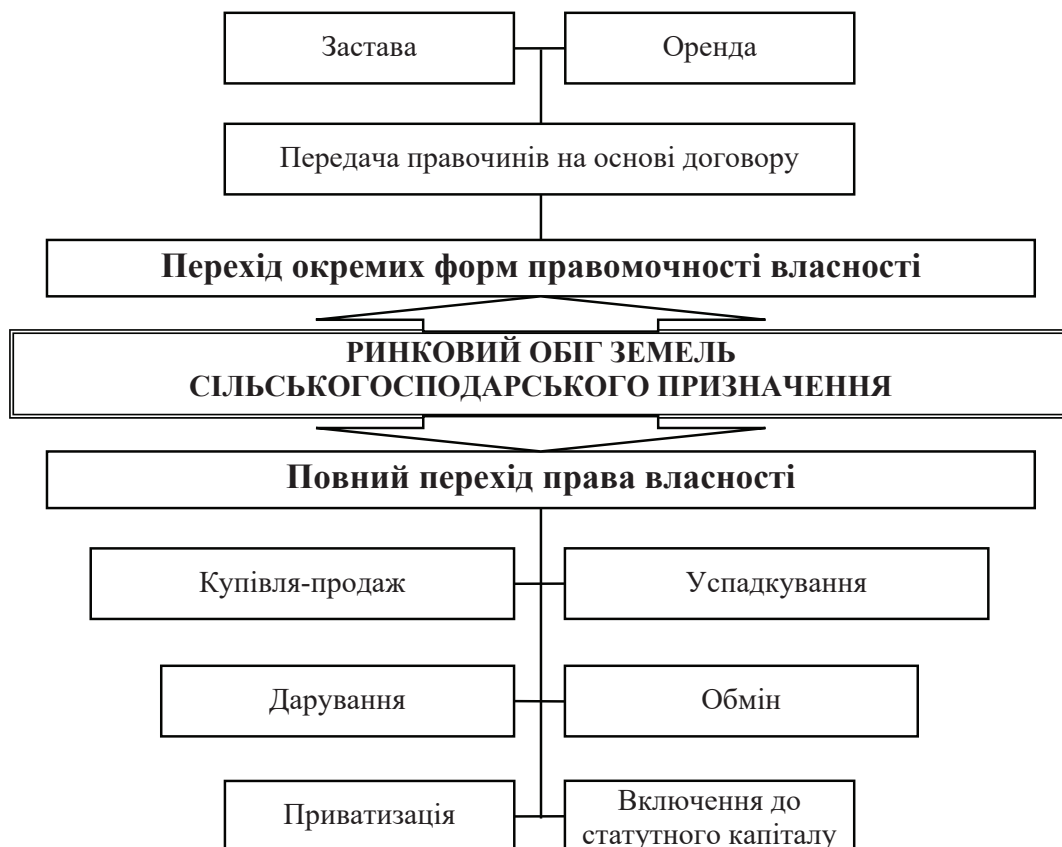 Застава
Оренда
Передача правочинів на основі договору
Перехід окремих форм правомочності власності
РИНКОВИЙ ОБІГ ЗЕМЕЛЬ
СІЛЬСЬКОГОСПОДАРСЬКОГО ПРИЗНАЧЕННЯ
Повний перехід права власності
Купівля-продаж
Успадкування
Дарування
Обмін
Приватизація
Включення до
статутного капіталу